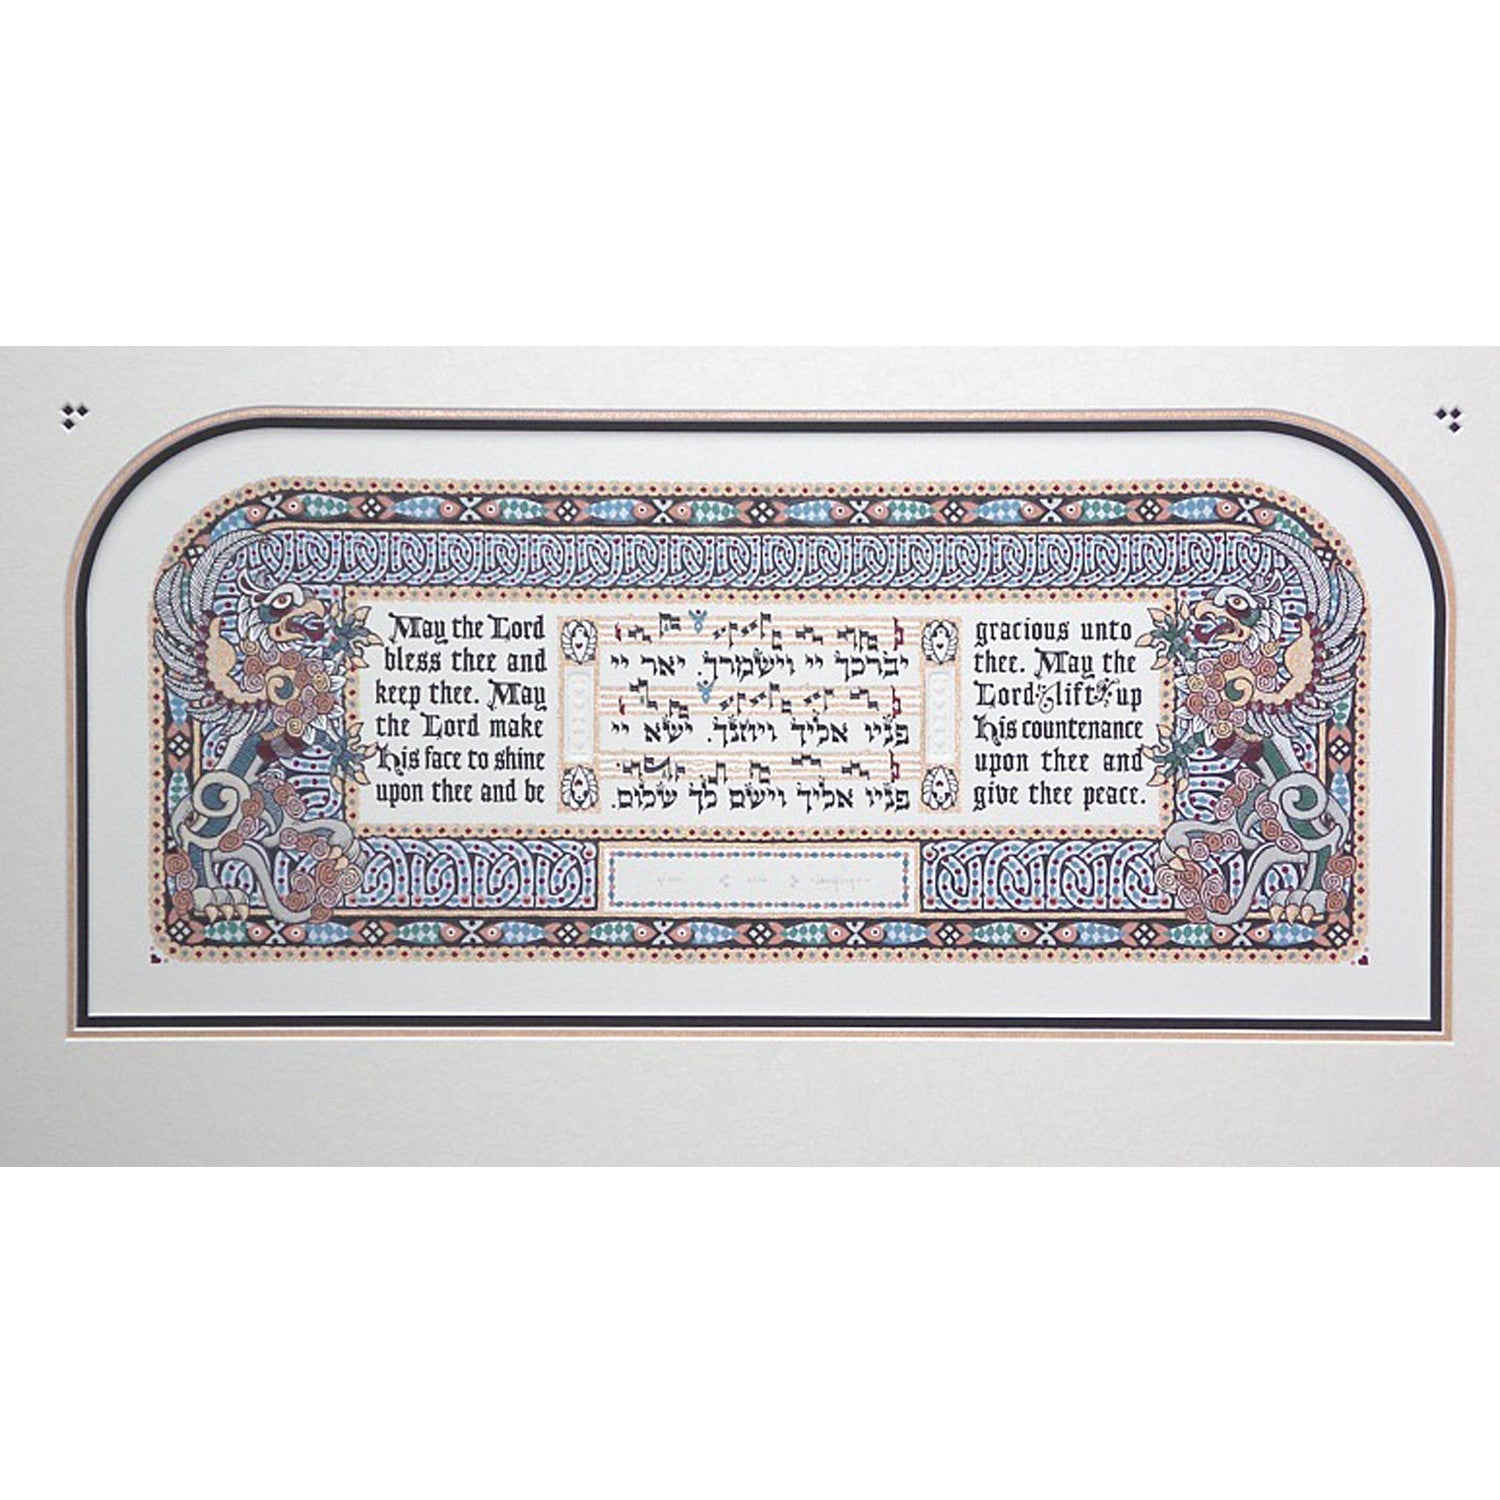 May the Lord
bless thee and
keep thee. May
the Lord make
his face to shine
upon thee and be
gracious unto
thee. May the
Lord lift up
his countenance
upon thee and
give thee peace.
יברכך יי וישמרך. יאר יי
פניו אליך ויחנך. ישא יי
פניו אליך וישם לך שלום.